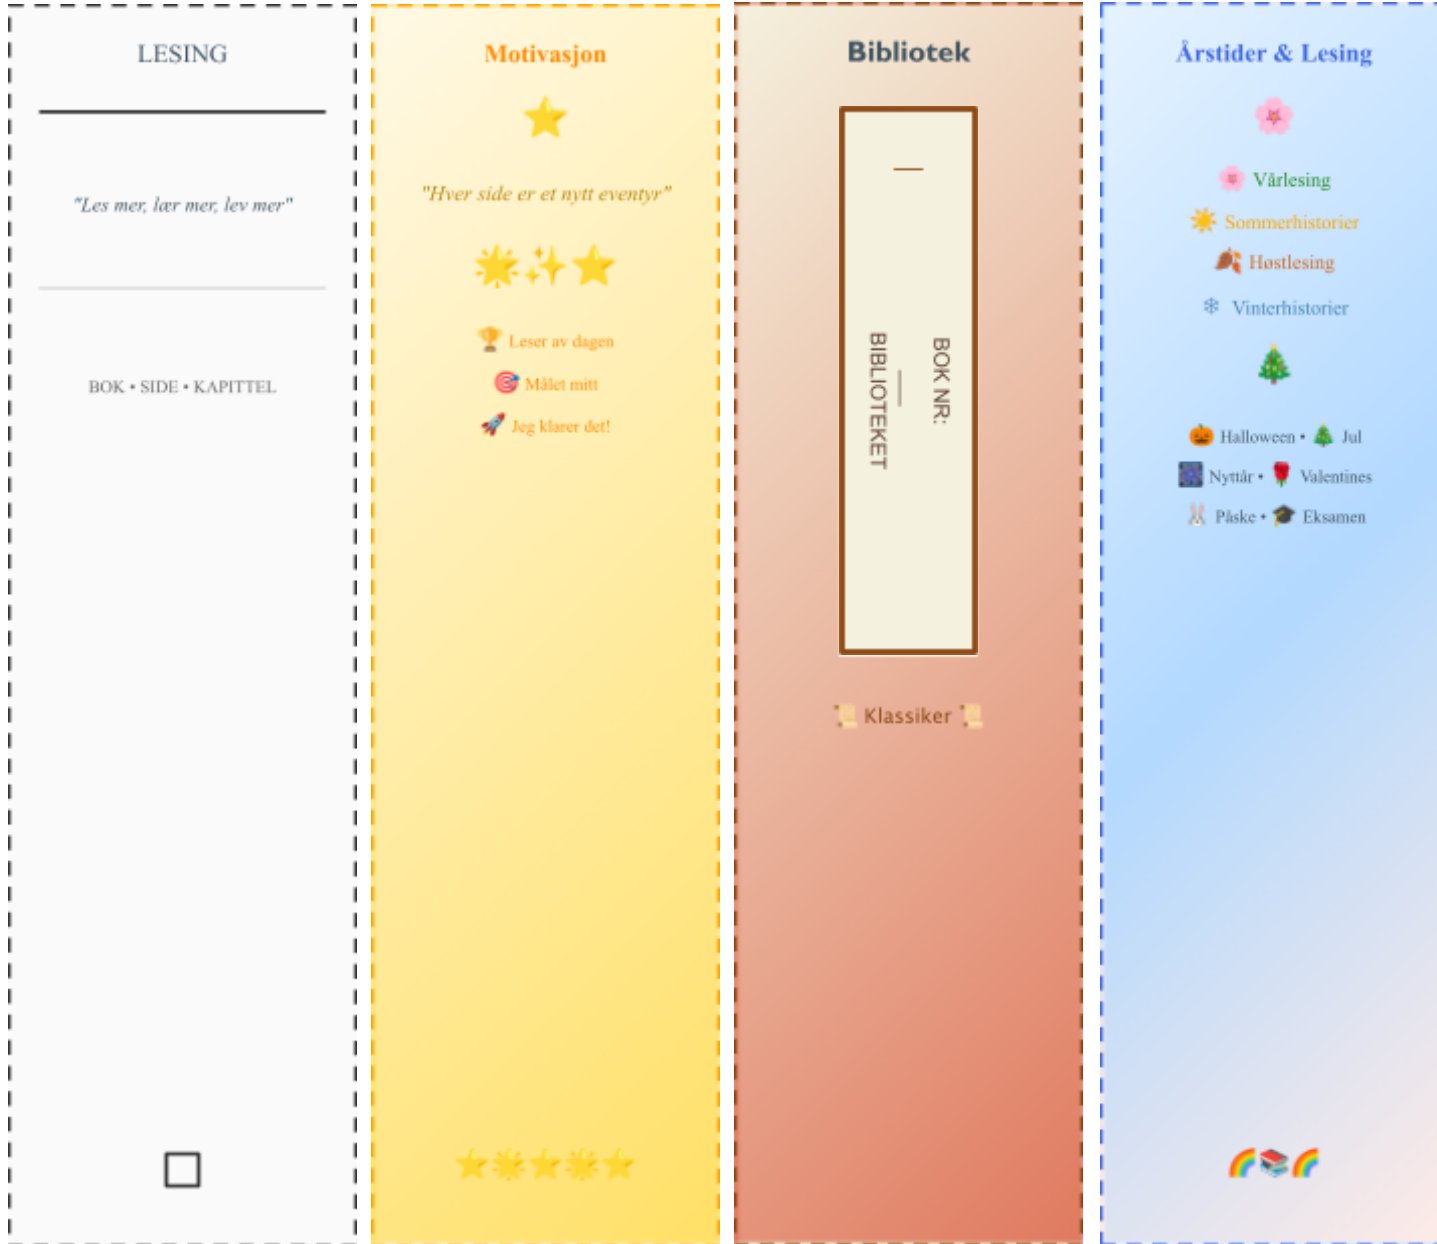 LESING
"Les mer, lær mer, lev mer"
BOK • SIDE • KAPITTEL
Motivasjon
"Hver side er et nytt eventyr"
🏆 Leser av dagen
🎯 Målet mitt
🚀 Jeg klarer det!
Bibliotek
BOK NR:
BIBLIOTEKET
📜 Klassiker 📜
Årstider & Lesing
🌸 Vårlesing
☀️ Sommerhistorier
🍂 Høstlesing
❄ Vinterhistorier
🎃 Halloween • 🎄 Jul
🎆 Nyttår • 🌹 Valentines
🐰 Påske • 🎓 Eksamen